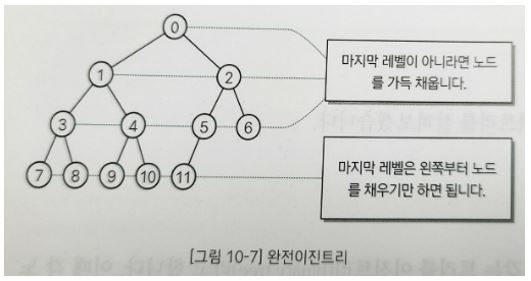 0
1 2
마지막 레벨이 아니라면 노드
를 가득 채웁니다.
3 4 5 6
7 8 9 10 11
마지막 레벨은 왼쪽부터 노드
를 채우기만 하면 됩니다.
[그림 10-7] 완전이진트리